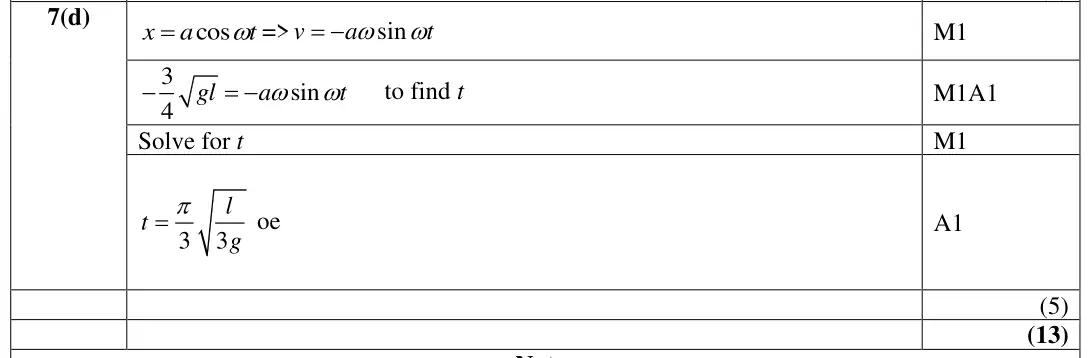 7(d) x = a cos ωt => v = −aω sin ωt M1
−3/4 √(gl) = −aω sin ωt to find t M1A1
Solve for t M1
t = π/3 √(l/3g) oe A1
(5)
(13)